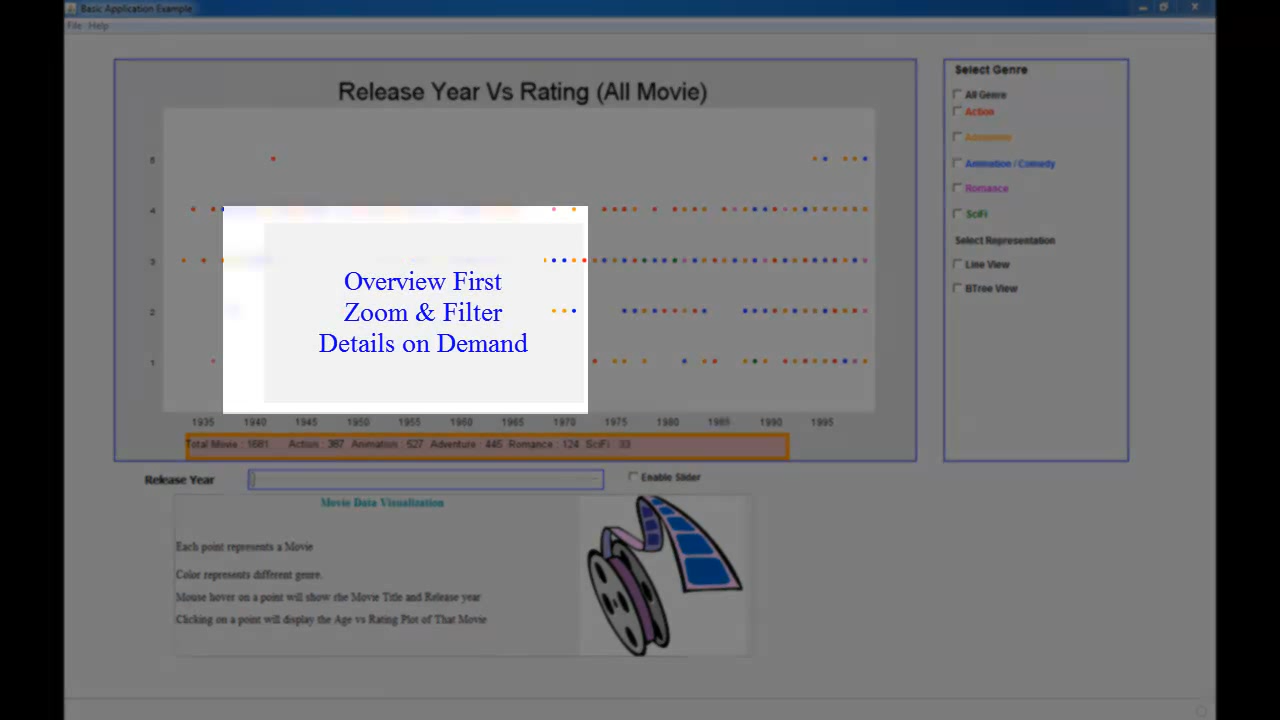 Basic Application Example
File Help
Release Year Vs Rating (All Movie)
5
4
3
2
1
1935 1940 1945 1950 1955 1960 1965 1970 1975 1980 1985 1990 1995
Overview First
Zoom & Filter
Details on Demand
Total Movie : 1681 Action : 387 Animation : 527 Adventure : 445 Romance : 124 SciFi : 33
Select Genre
All Genre
Action
Adventure
Animation / Comedy
Romance
SciFi
Select Representation
Line View
BTree View
Release Year
Enable Slider
Movie Data Visualization
Each point represents a Movie
Color represents different genre.
Mouse hover on a point will show rhe Movie Title and Release year
Clicking on a point will display the Age vs Rating Plot of That Movie